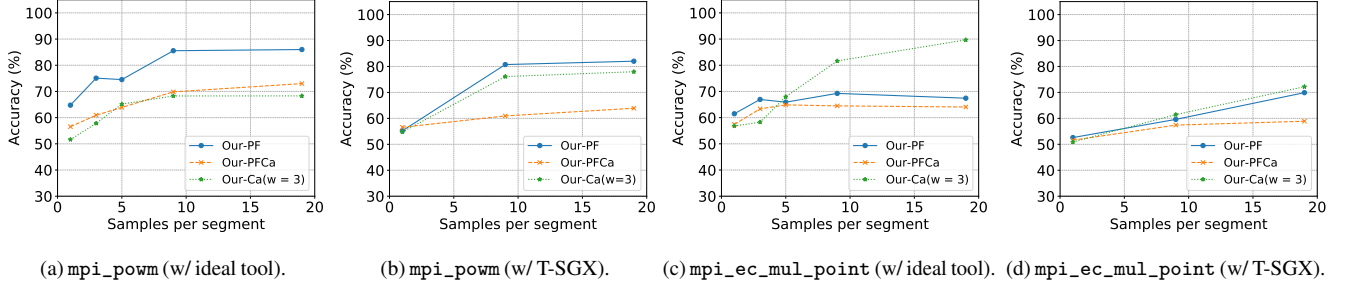 100
90
80
70
60
50
40
30
0
5
10
15
20
Accuracy (%)
Samples per segment
Our-PF
Our-PFCa
Our-Ca(w = 3)
(a) mpi_powm (w/ ideal tool).
100
90
80
70
60
50
40
30
0
5
10
15
20
Accuracy (%)
Samples per segment
Our-PF
Our-PFCa
Our-Ca(w=3)
(b) mpi_powm (w/ T-SGX).
100
90
80
70
60
50
40
30
0
5
10
15
20
Accuracy (%)
Samples per segment
Our-PF
Our-PFCa
Our-Ca(w = 3)
(c) mpi_ec_mul_point (w/ ideal tool).
100
90
80
70
60
50
40
30
0
5
10
15
20
Accuracy (%)
Samples per segment
Our-PF
Our-PFCa
Our-Ca(w = 3)
(d) mpi_ec_mul_point (w/ T-SGX).